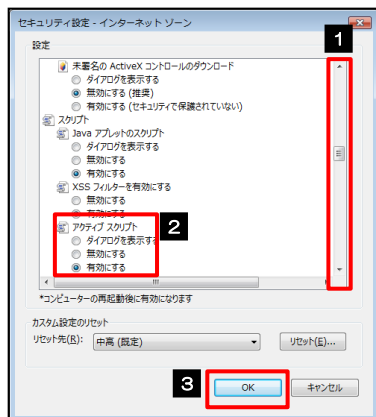 セキュリティ設定 - インターネット ゾーン
1
設定
未署名の ActiveX コントロールのダウンロード
ダイアログを表示する
無効にする (推奨)
有効にする (セキュリティで保護されていない)
スクリプト
Java アプレットのスクリプト
ダイアログを表示する
無効にする
有効にする
XSS フィルターを有効にする
無効にする
有効にする
アクティブ スクリプト
2
ダイアログを表示する
無効にする
有効にする
*コンピューターの再起動後に有効になります
カスタム設定のリセット
リセット先(R): 中高 (既定) リセット(E)...
3 OK キャンセル